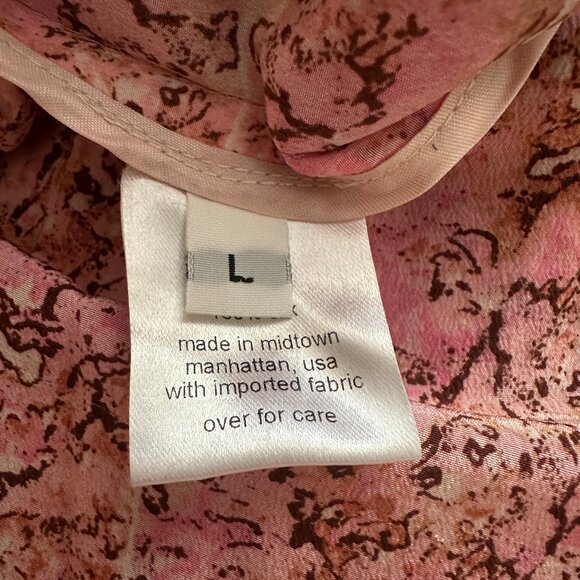 L
made in midtown
manhattan, usa
with imported fabric
over for care